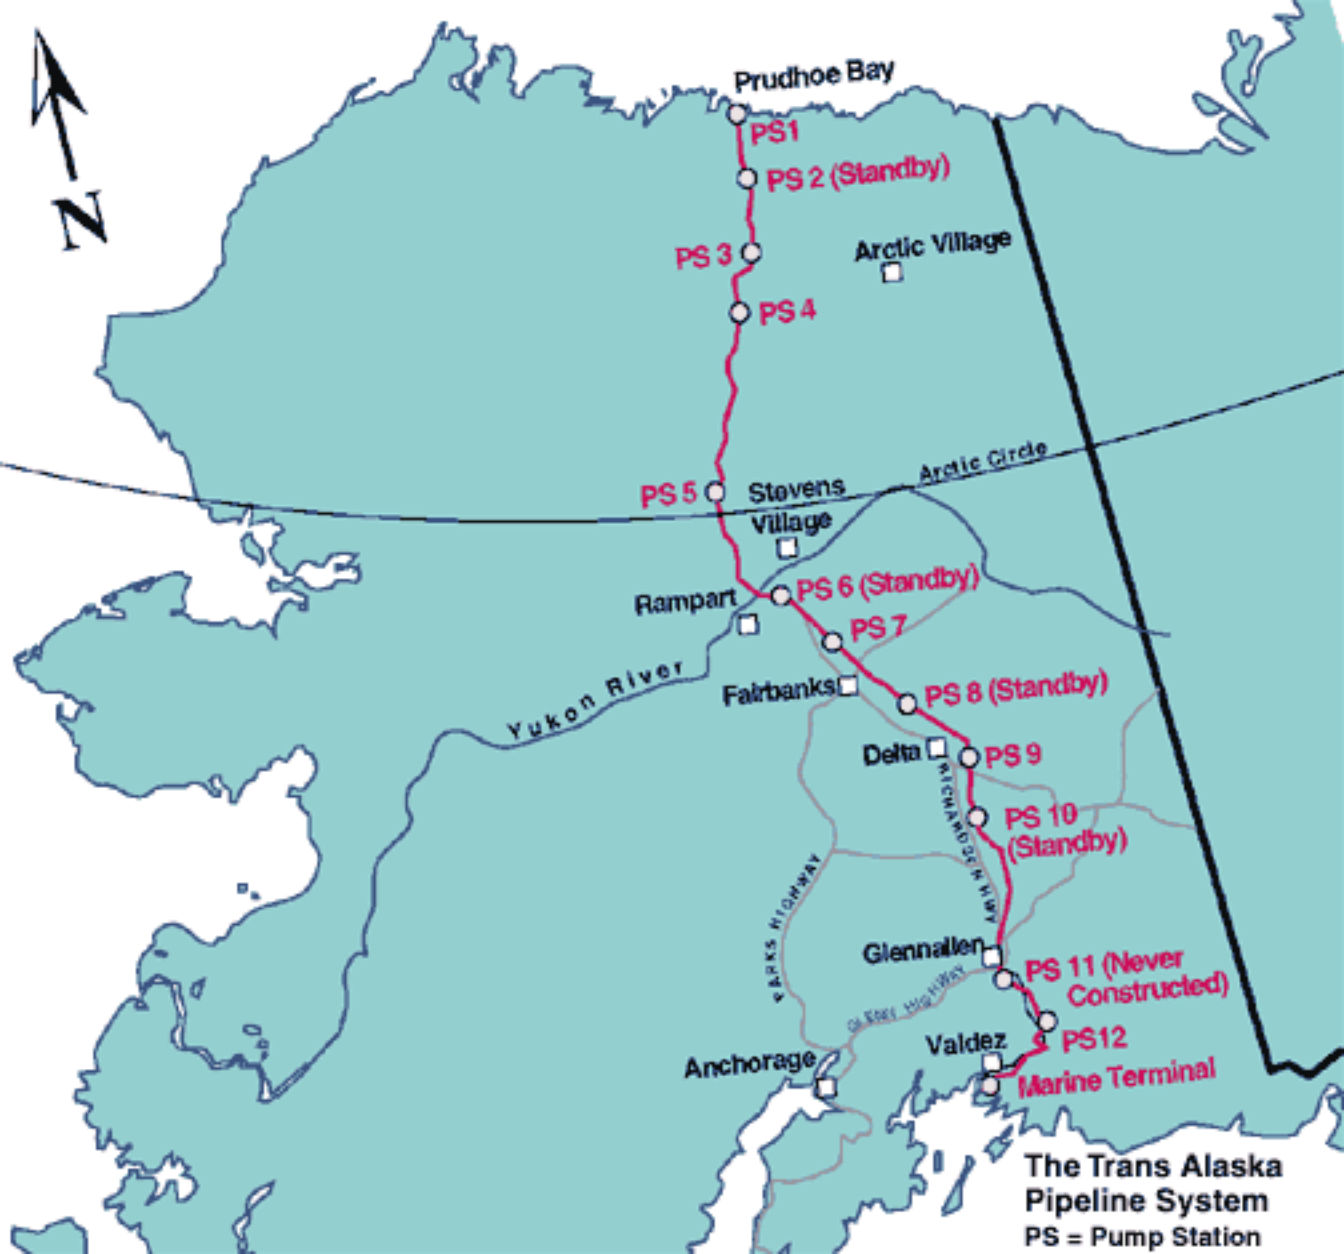 Prudhoe Bay
PS1
PS 2 (Standby)
N
Arctic Village
PS 3
PS 4
Arctic Circle
PS 5
Stevens
Village
PS 6 (Standby)
Rampart
PS 7
Yukon River
Fairbanks
PS 8 (Standby)
Delta
PS 9
RICHARDSON HWY
PS 10
(Standby)
PARKS HIGHWAY
Glennallen
PS 11 (Never
Constructed)
GLENN HIGHWAY
Valdez
PS12
Anchorage
Marine Terminal
The Trans Alaska
Pipeline System
PS = Pump Station